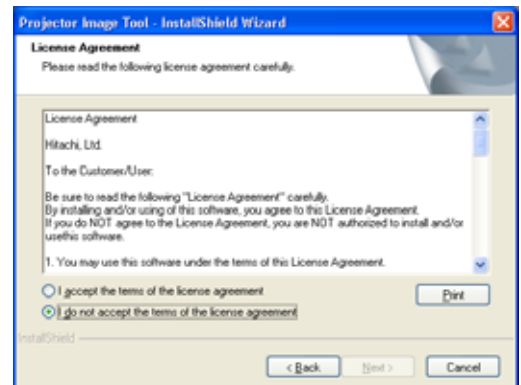 Projector Image Tool - InstallShield Wizard
License Agreement
Please read the following license agreement carefully.
License Agreement
Hitachi, Ltd.
To the Customer/User:
Be sure to read the following "License Agreement" carefully.
By installing and/or using of this software, you agree to this License Agreement.
If you do NOT agree to the License Agreement, you are NOT authorized to install and/or
usethis software.
1. You may use this software under the terms of this License Agreement.
I accept the terms of the license agreement
Print
I do not accept the terms of the license agreement
InstallShield
< Back
Next >
Cancel